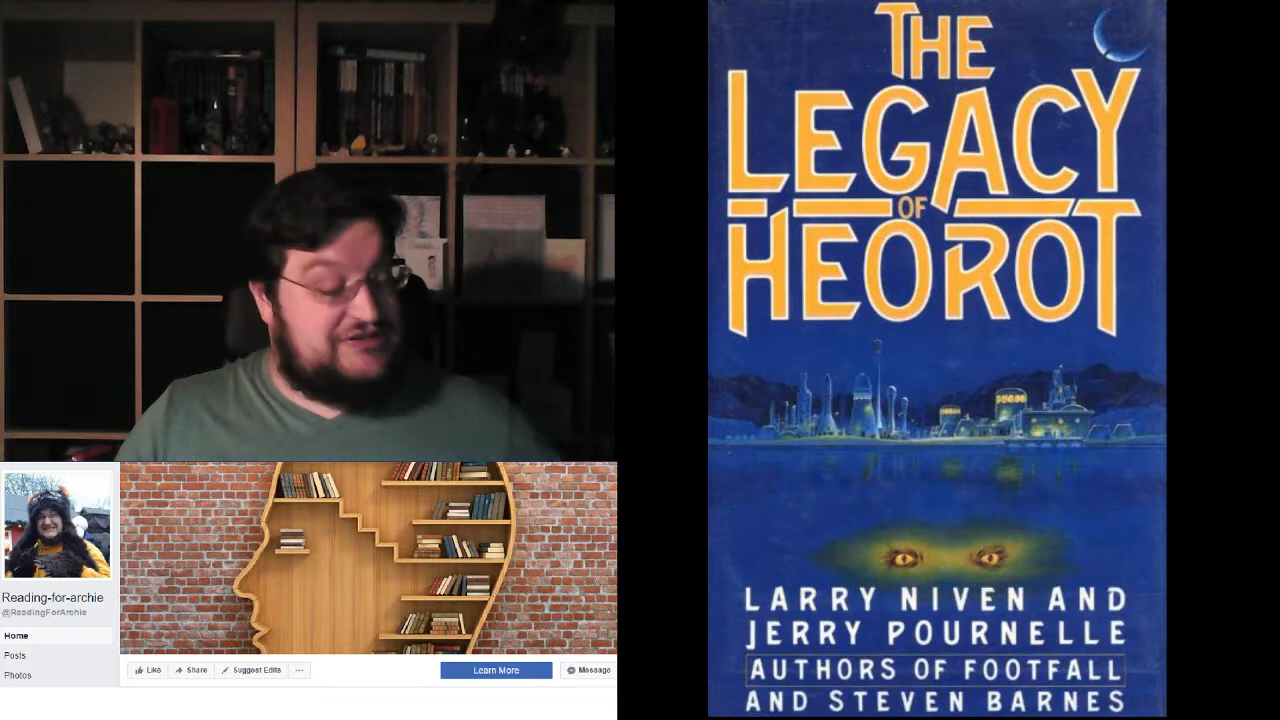 Reading-for-archie
@ReadingForArchie
Home
Posts
Photos
Like
Share
Suggest Edits
...
Learn More
Message
THE
LEGACY
OF
HEOROT
LARRY NIVEN AND
JERRY POURNELLE
AUTHORS OF FOOTFALL
AND STEVEN BARNES